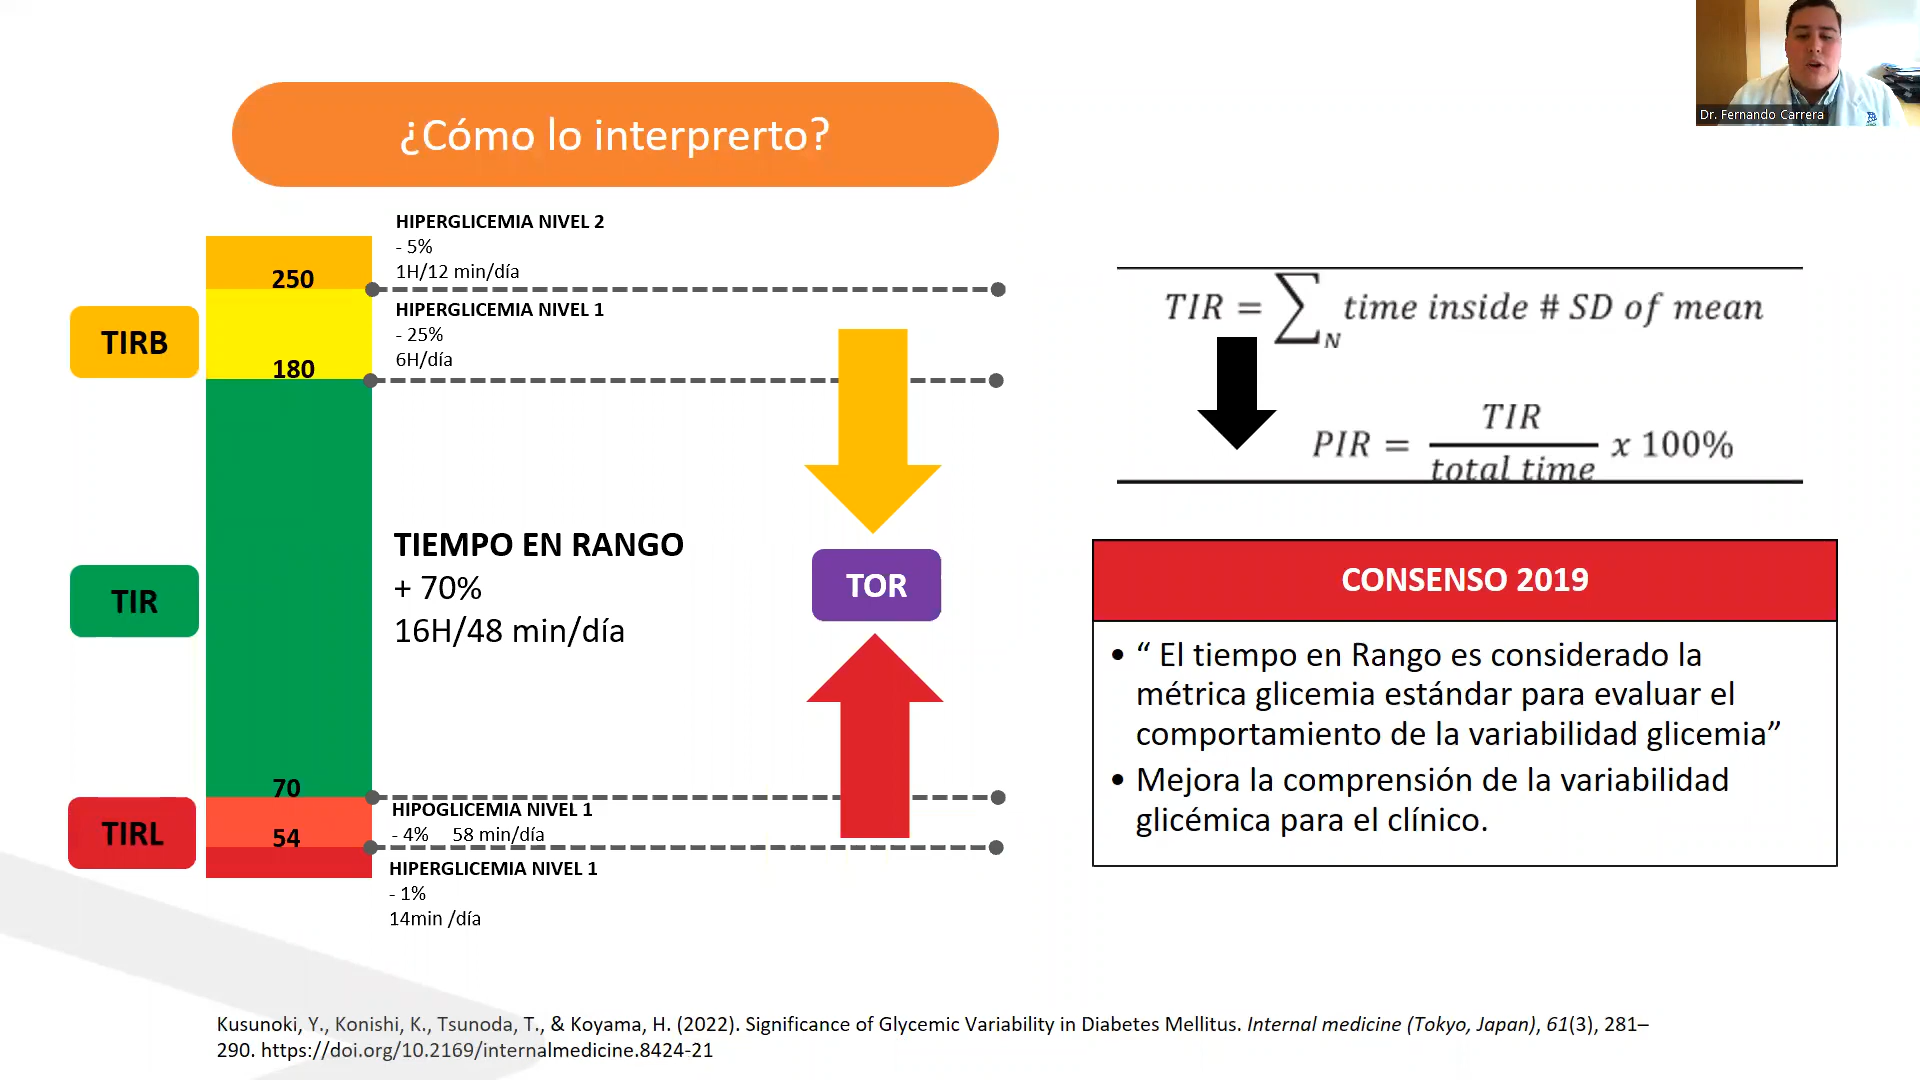 Dr. Fernando Carrera
¿Cómo lo interprerto?
HIPERGLICEMIA NIVEL 2
- 5%
1H/12 min/día
250
HIPERGLICEMIA NIVEL 1
- 25%
6H/día
TIRB
180
TIEMPO EN RANGO
+ 70%
16H/48 min/día
TIR
TOR
70
HIPOGLICEMIA NIVEL 1
- 4% 58 min/día
TIRL
54
HIPERGLICEMIA NIVEL 1
- 1%
14min /día
TIR = ∑N time inside # SD of mean
PIR = TIR / total time x 100%
CONSENSO 2019
• “ El tiempo en Rango es considerado la
métrica glicemia estándar para evaluar el
comportamiento de la variabilidad glicemia”
• Mejora la comprensión de la variabilidad
glicémica para el clínico.
Kusunoki, Y., Konishi, K., Tsunoda, T., & Koyama, H. (2022). Significance of Glycemic Variability in Diabetes Mellitus. Internal medicine (Tokyo, Japan), 61(3), 281–
290. https://doi.org/10.2169/internalmedicine.8424-21